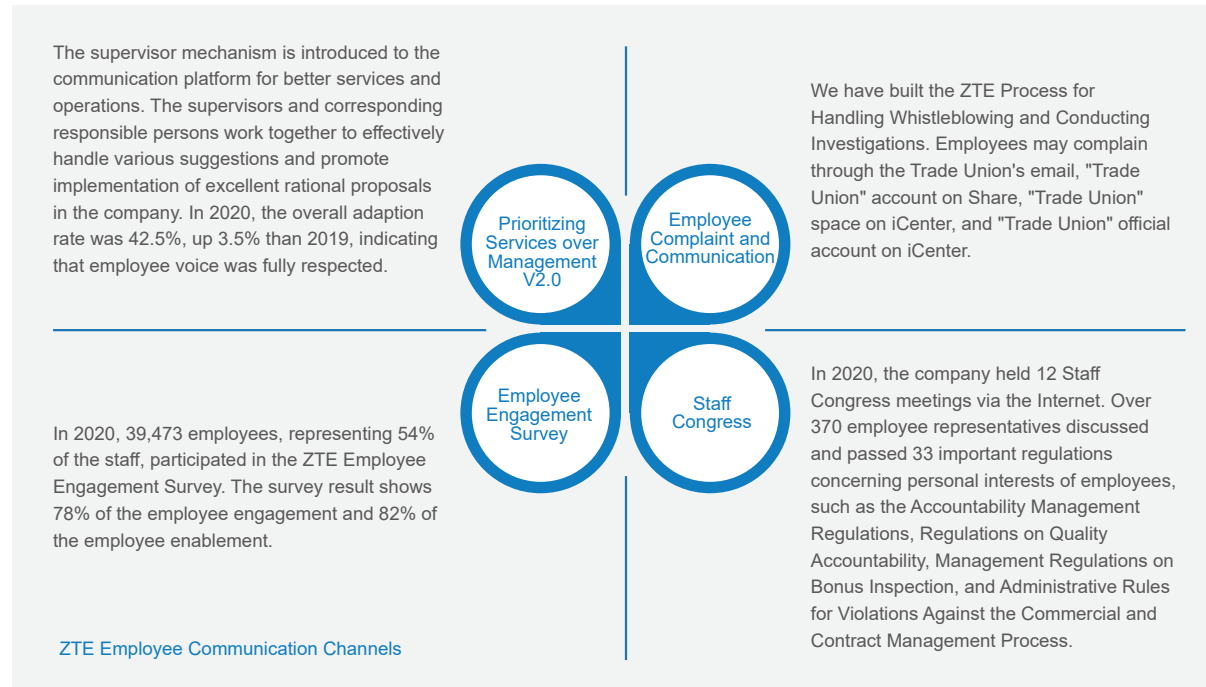 The supervisor mechanism is introduced to the
communication platform for better services and
operations. The supervisors and corresponding
responsible persons work together to effectively
handle various suggestions and promote
implementation of excellent rational proposals
in the company. In 2020, the overall adaption
rate was 42.5%, up 3.5% than 2019, indicating
that employee voice was fully respected.
Prioritizing
Services over
Management
V2.0
Employee
Complaint and
Communication
We have built the ZTE Process for
Handling Whistleblowing and Conducting
Investigations. Employees may complain
through the Trade Union's email, "Trade
Union" account on Share, "Trade Union"
space on iCenter, and "Trade Union" official
account on iCenter.
In 2020, 39,473 employees, representing 54%
of the staff, participated in the ZTE Employee
Engagement Survey. The survey result shows
78% of the employee engagement and 82% of
the employee enablement.
Employee
Engagement
Survey
Staff
Congress
In 2020, the company held 12 Staff
Congress meetings via the Internet. Over
370 employee representatives discussed
and passed 33 important regulations
concerning personal interests of employees,
such as the Accountability Management
Regulations, Regulations on Quality
Accountability, Management Regulations on
Bonus Inspection, and Administrative Rules
for Violations Against the Commercial and
Contract Management Process.
ZTE Employee Communication Channels